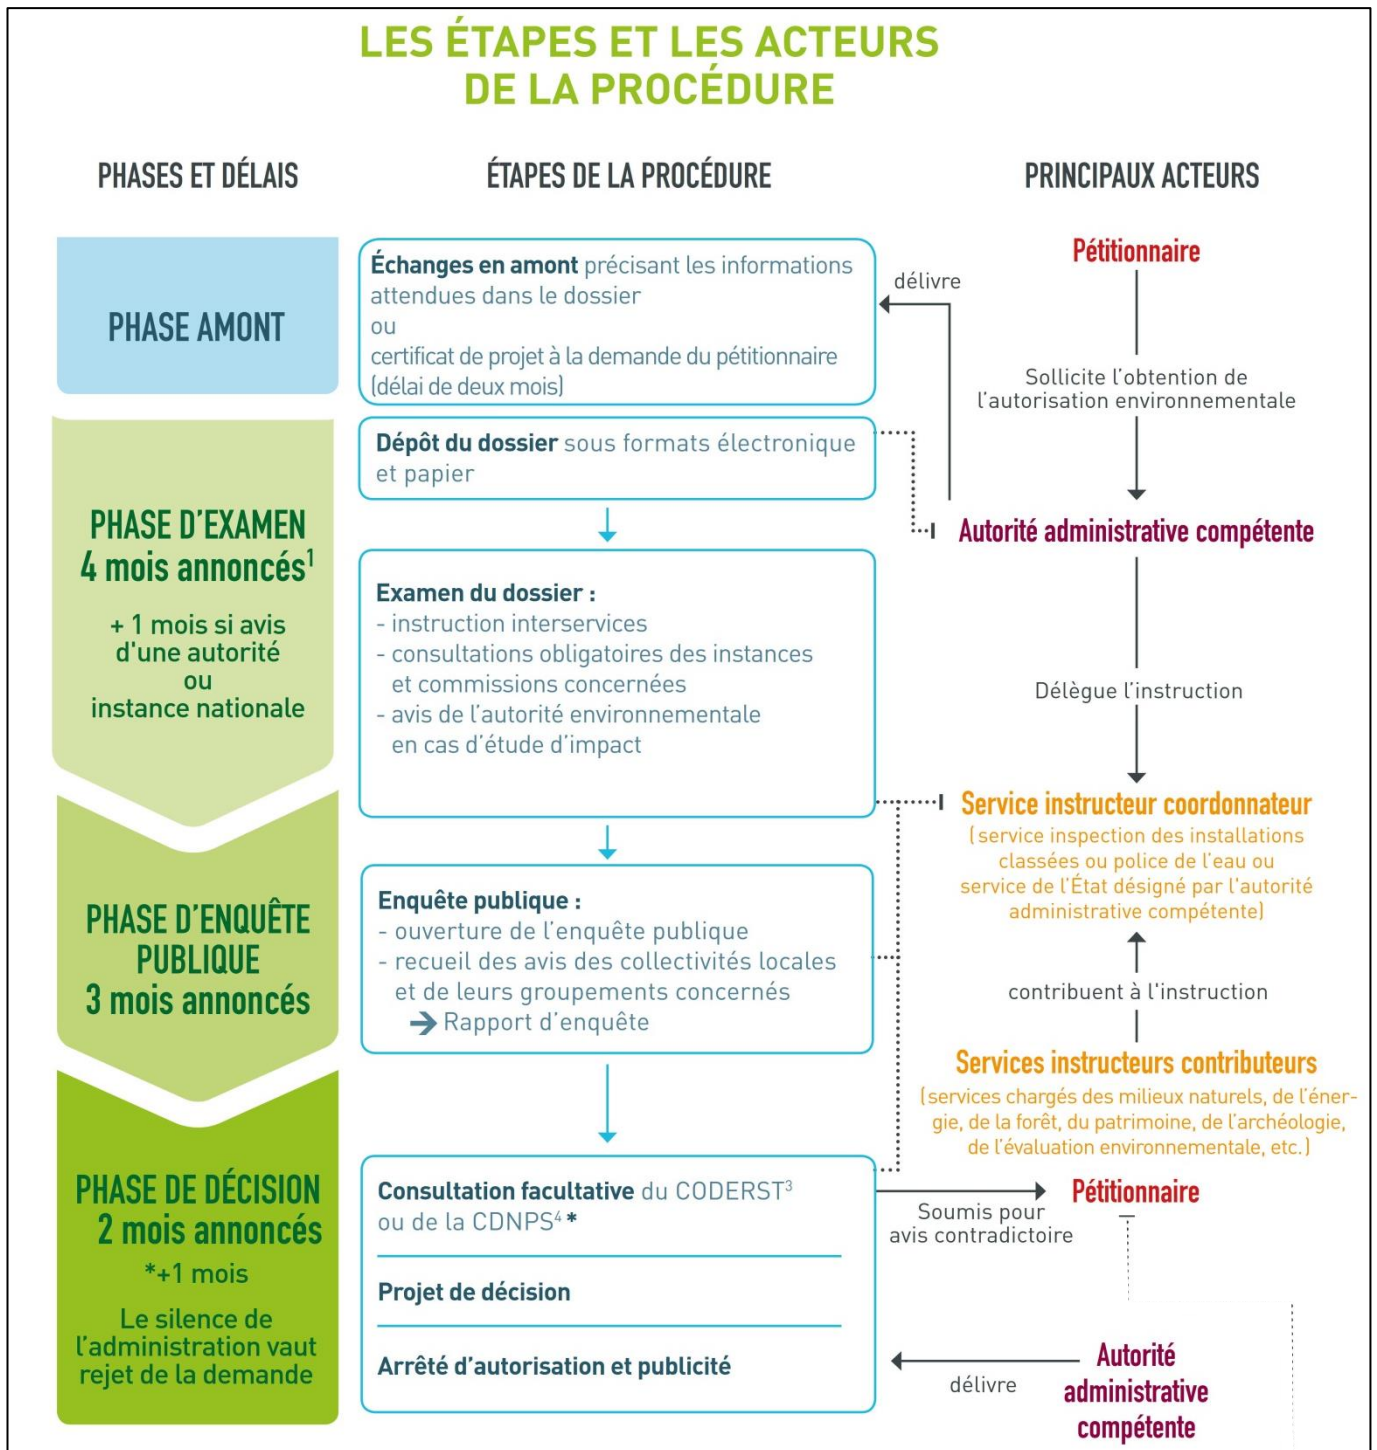 LES ÉTAPES ET LES ACTEURS
DE LA PROCÉDURE
PHASES ET DÉLAIS
ÉTAPES DE LA PROCÉDURE
PRINCIPAUX ACTEURS
PHASE AMONT
Échanges en amont précisant les informations
attendues dans le dossier
ou
certificat de projet à la demande du pétitionnaire
(délai de deux mois)
délivre
Pétitionnaire
Sollicite l’obtention de
l’autorisation environnementale
PHASE D’EXAMEN
4 mois annoncés¹
+ 1 mois si avis
d'une autorité
ou
instance nationale
Dépôt du dossier sous formats électronique
et papier
Autorité administrative compétente
Examen du dossier :
- instruction interservices
- consultations obligatoires des instances
et commissions concernées
- avis de l’autorité environnementale
en cas d’étude d’impact
Délègue l’instruction
Service instructeur coordonnateur
(service inspection des installations
classées ou police de l’eau ou
service de l’État désigné par l'autorité
administrative compétente)
PHASE D’ENQUÊTE
PUBLIQUE
3 mois annoncés
Enquête publique :
- ouverture de l’enquête publique
- recueil des avis des collectivités locales
et de leurs groupements concernés
➔ Rapport d’enquête
contribuent à l'instruction
Services instructeurs contributeurs
(services chargés des milieux naturels, de l’éner-
gie, de la forêt, du patrimoine, de l’archéologie,
de l’évaluation environnementale, etc.)
PHASE DE DÉCISION
2 mois annoncés
*+1 mois
Le silence de
l’administration vaut
rejet de la demande
Consultation facultative du CODERST³
ou de la CDNPS⁴ *
Projet de décision
Arrêté d’autorisation et publicité
Soumis pour
avis contradictoire
Pétitionnaire
délivre
Autorité
administrative
compétente